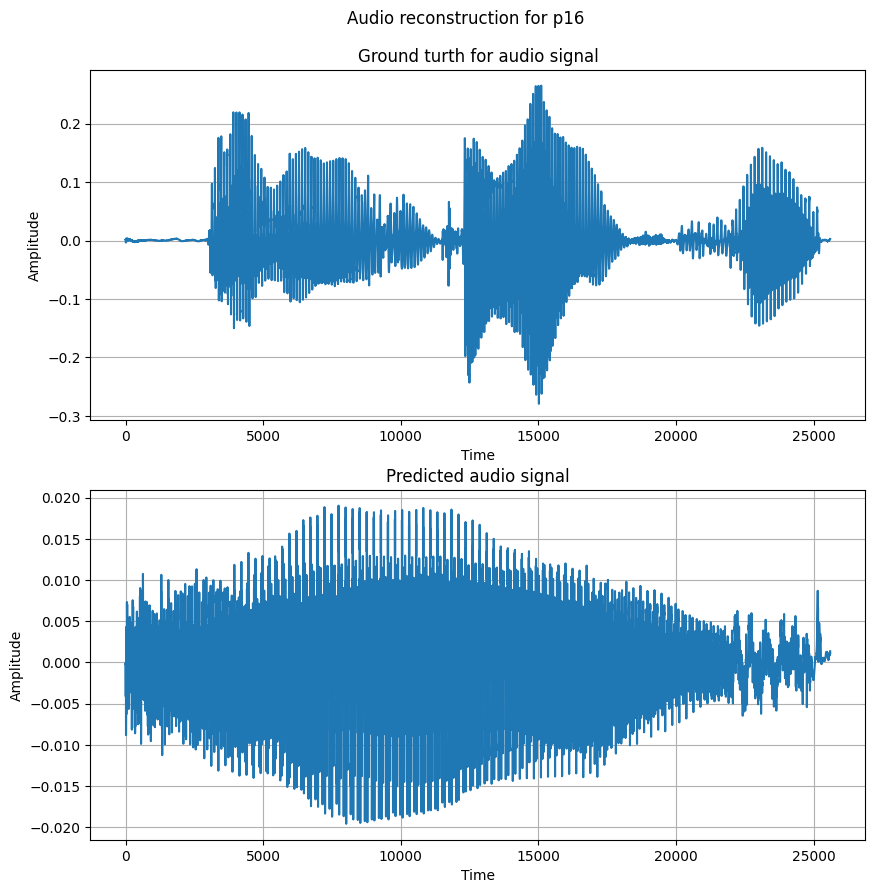 Audio reconstruction for p16
Ground turth for audio signal
0.2
0.1
0.0
−0.1
−0.2
−0.3
Amplitude
0 5000 10000 15000 20000 25000
Time
Predicted audio signal
0.020
0.015
0.010
0.005
0.000
−0.005
−0.010
−0.015
−0.020
Amplitude
0 5000 10000 15000 20000 25000
Time